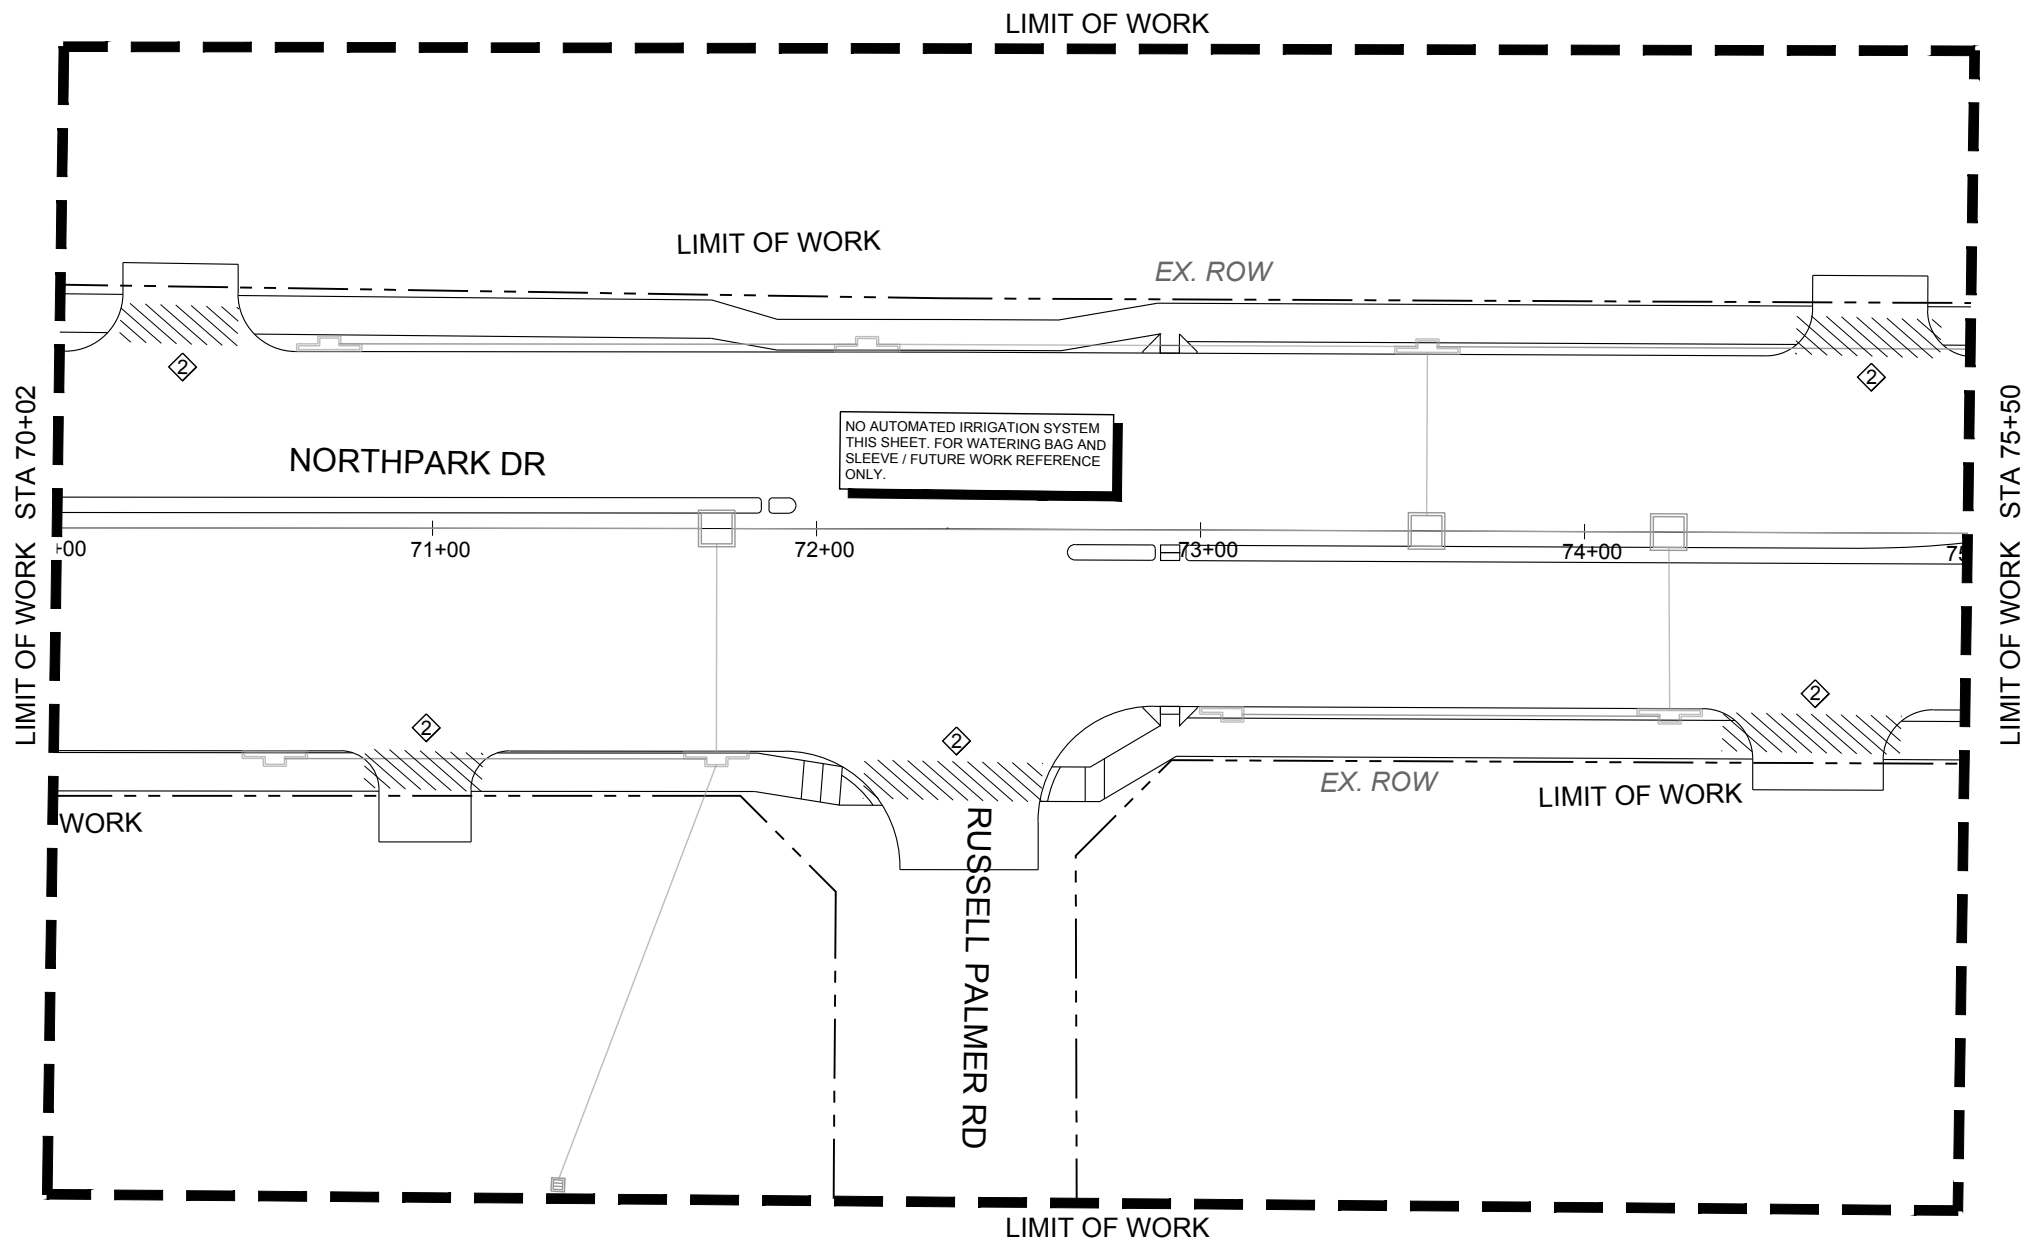 LIMIT OF WORK
LIMIT OF WORK
EX. ROW
2
2
LIMIT OF WORK STA 70+02
LIMIT OF WORK STA 75+50
NO AUTOMATED IRRIGATION SYSTEM
THIS SHEET. FOR WATERING BAG AND
SLEEVE / FUTURE WORK REFERENCE
ONLY.
NORTHPARK DR
+00
71+00
72+00
73+00
74+00
75
2
2
2
EX. ROW
LIMIT OF WORK
WORK
RUSSELL PALMER RD
LIMIT OF WORK